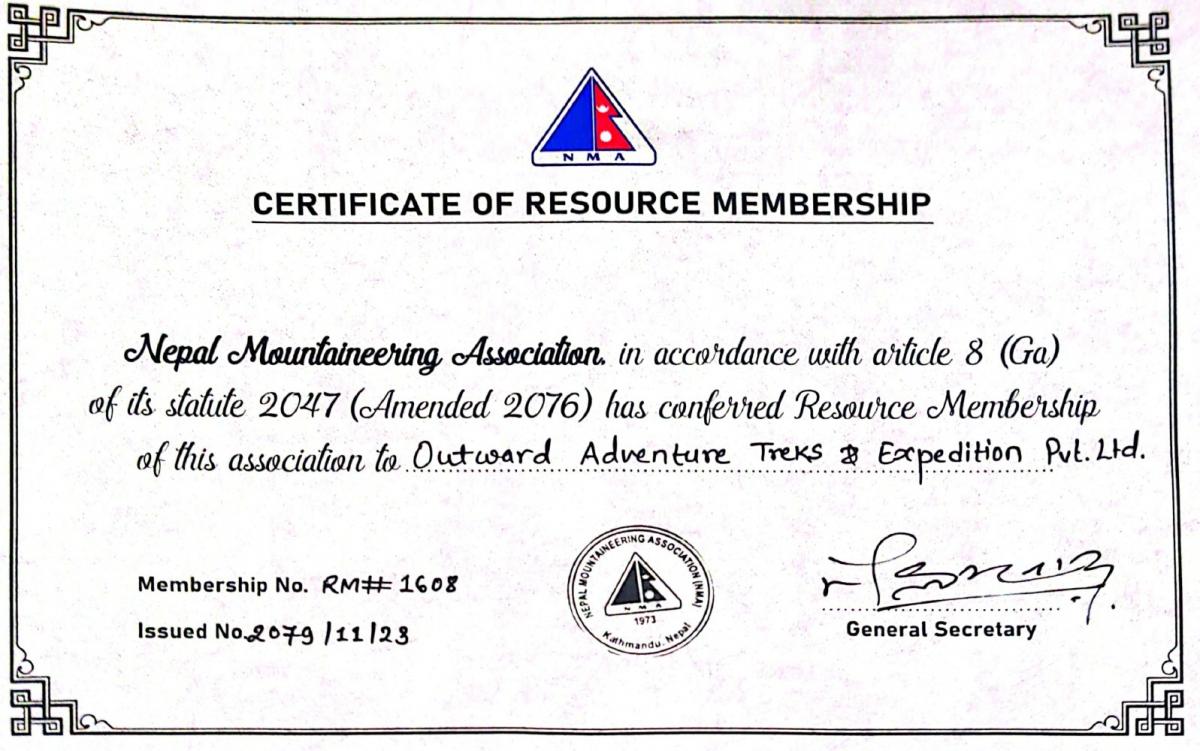 NMA
CERTIFICATE OF RESOURCE MEMBERSHIP
Nepal Mountaineering Association, in accordance with article 8 (Ga)
of its statute 2047 (Amended 2076) has conferred Resource Membership
of this association to Outward Adventure Treks & Expedition Pvt. Ltd.
Membership No. RM# 1608
Issued No. 2079/11/23
NEPAL MOUNTAINEERING ASSOCIATION (NMA)
NMA
1973
Kathmandu, Nepal
General Secretary